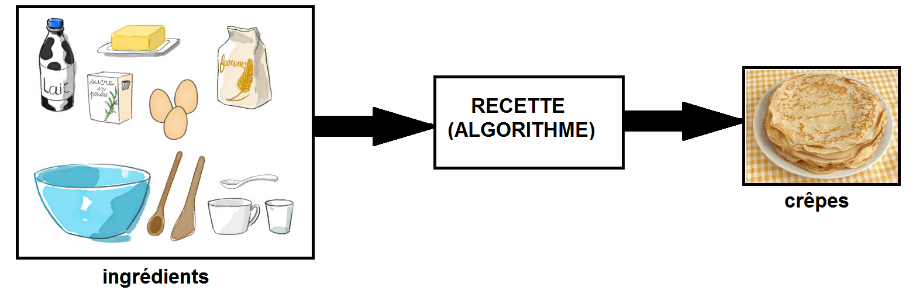 Lait
sucre
en
poudre
farine
RECETTE
(ALGORITHME)
crêpes
ingrédients